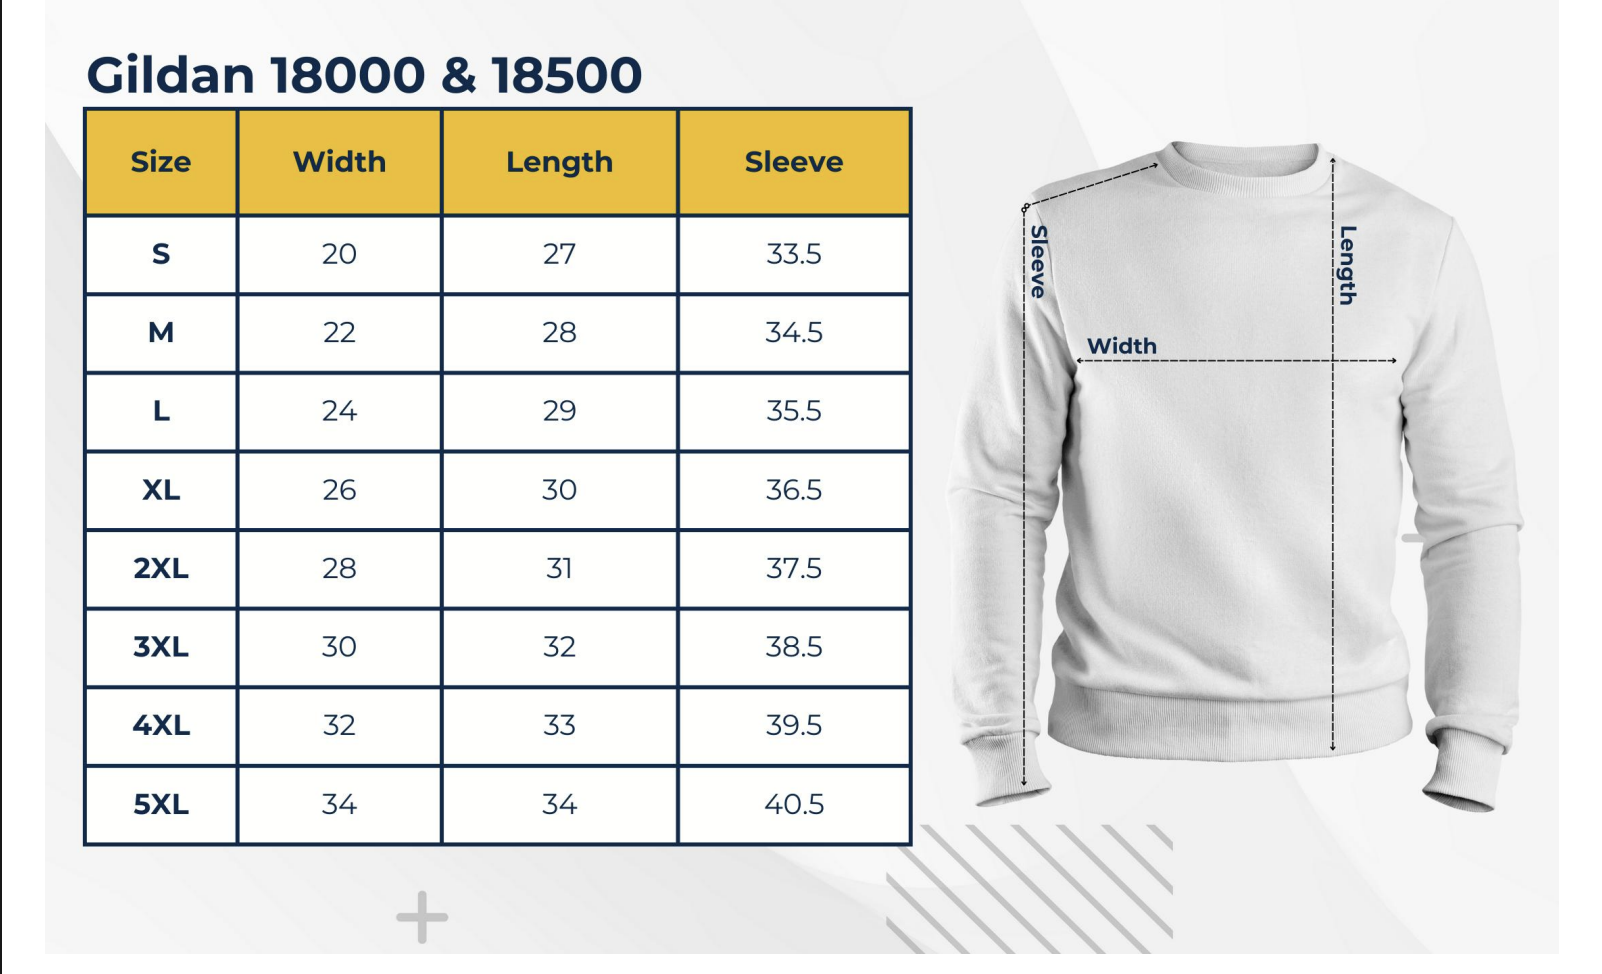 Gildan 18000 & 18500
Size Width Length Sleeve
S 20 27 33.5
M 22 28 34.5
L 24 29 35.5
XL 26 30 36.5
2XL 28 31 37.5
3XL 30 32 38.5
4XL 32 33 39.5
5XL 34 34 40.5
Sleeve
Length
Width